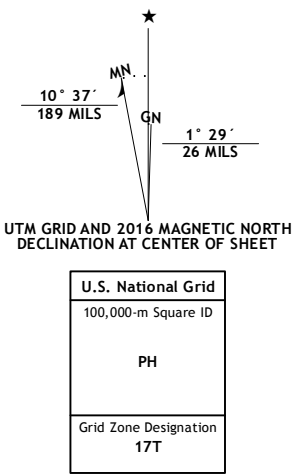 ★
MN
GN
10° 37´
189 MILS
1° 29´
26 MILS
UTM GRID AND 2016 MAGNETIC NORTH
DECLINATION AT CENTER OF SHEET
U.S. National Grid
100,000-m Square ID
PH
Grid Zone Designation
17T